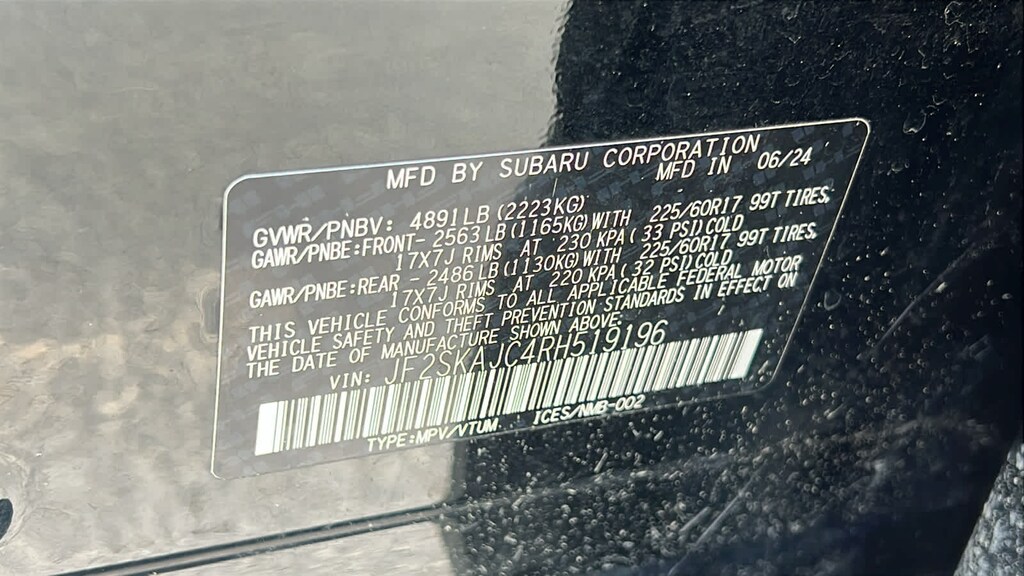 MFD BY SUBARU CORPORATION
MFD IN 06/24
GVWR/PNBV: 4891LB (2223KG)
GAWR/PNBE:FRONT- 2563LB (1165KG) WITH 225/60R17 99T TIRES,
17X7J RIMS AT 230 KPA ( 33 PSI) COLD
GAWR/PNBE:REAR -2486LB (1130KG) WITH 225/60R17 99T TIRES,
17X7J RIMS AT 220 KPA ( 32 PSI) COLD
THIS VEHICLE CONFORMS TO ALL APPLICABLE FEDERAL MOTOR
VEHICLE SAFETY AND THEFT PREVENTION STANDARDS IN EFFECT ON
THE DATE OF MANUFACTURE SHOWN ABOVE.
VIN: JF2SKAJC4RH519196
TYPE:MPV/VTUM ICES/NMB-002